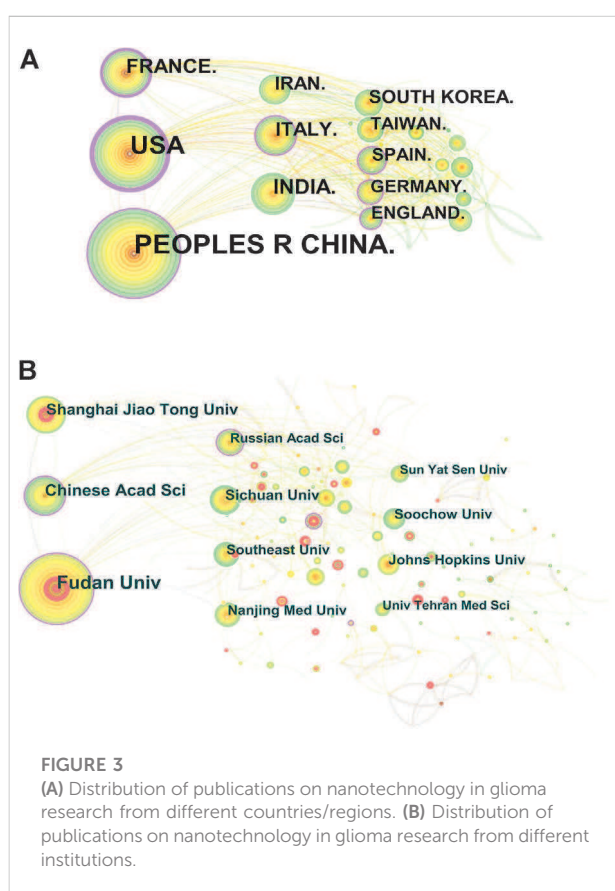 A
FRANCE.
IRAN.
SOUTH KOREA.
USA
ITALY.
TAIWAN.
SPAIN.
INDIA.
GERMANY.
ENGLAND.
PEOPLES R CHINA.
B
Shanghai Jiao Tong Univ
Russian Acad Sci
Sun Yat Sen Univ
Chinese Acad Sci
Sichuan Univ
Soochow Univ
Southeast Univ
Johns Hopkins Univ
Fudan Univ
Nanjing Med Univ
Univ Tehran Med Sci
FIGURE 3
(A) Distribution of publications on nanotechnology in glioma
research from different countries/regions. (B) Distribution of
publications on nanotechnology in glioma research from different
institutions.